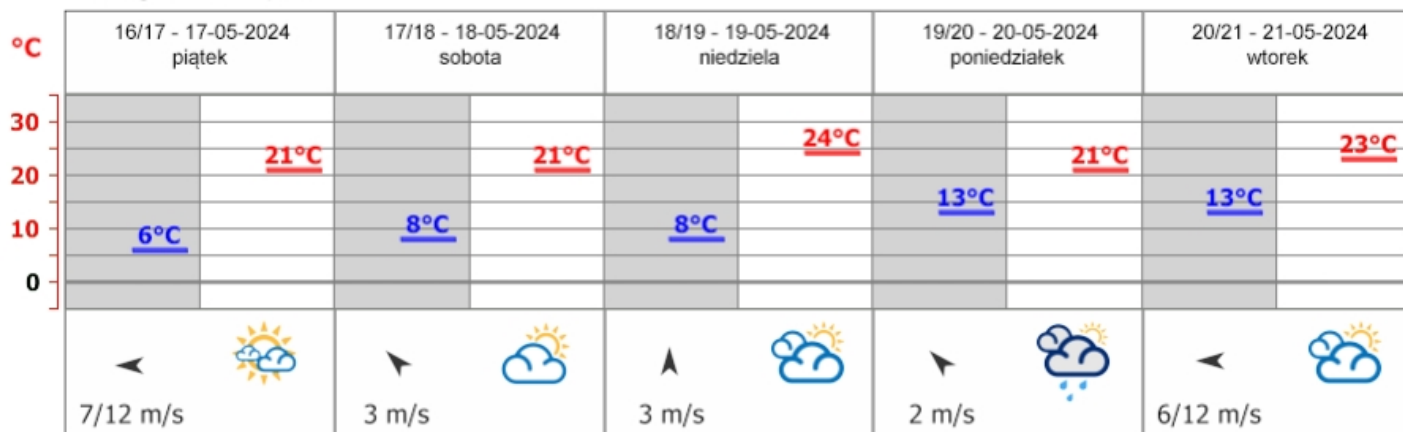 °C
16/17 - 17-05-2024
piątek
17/18 - 18-05-2024
sobota
18/19 - 19-05-2024
niedziela
19/20 - 20-05-2024
poniedziałek
20/21 - 21-05-2024
wtorek
30
20
10
0
6°C
21°C
8°C
21°C
8°C
24°C
13°C
21°C
13°C
23°C
7/12 m/s
3 m/s
3 m/s
2 m/s
6/12 m/s